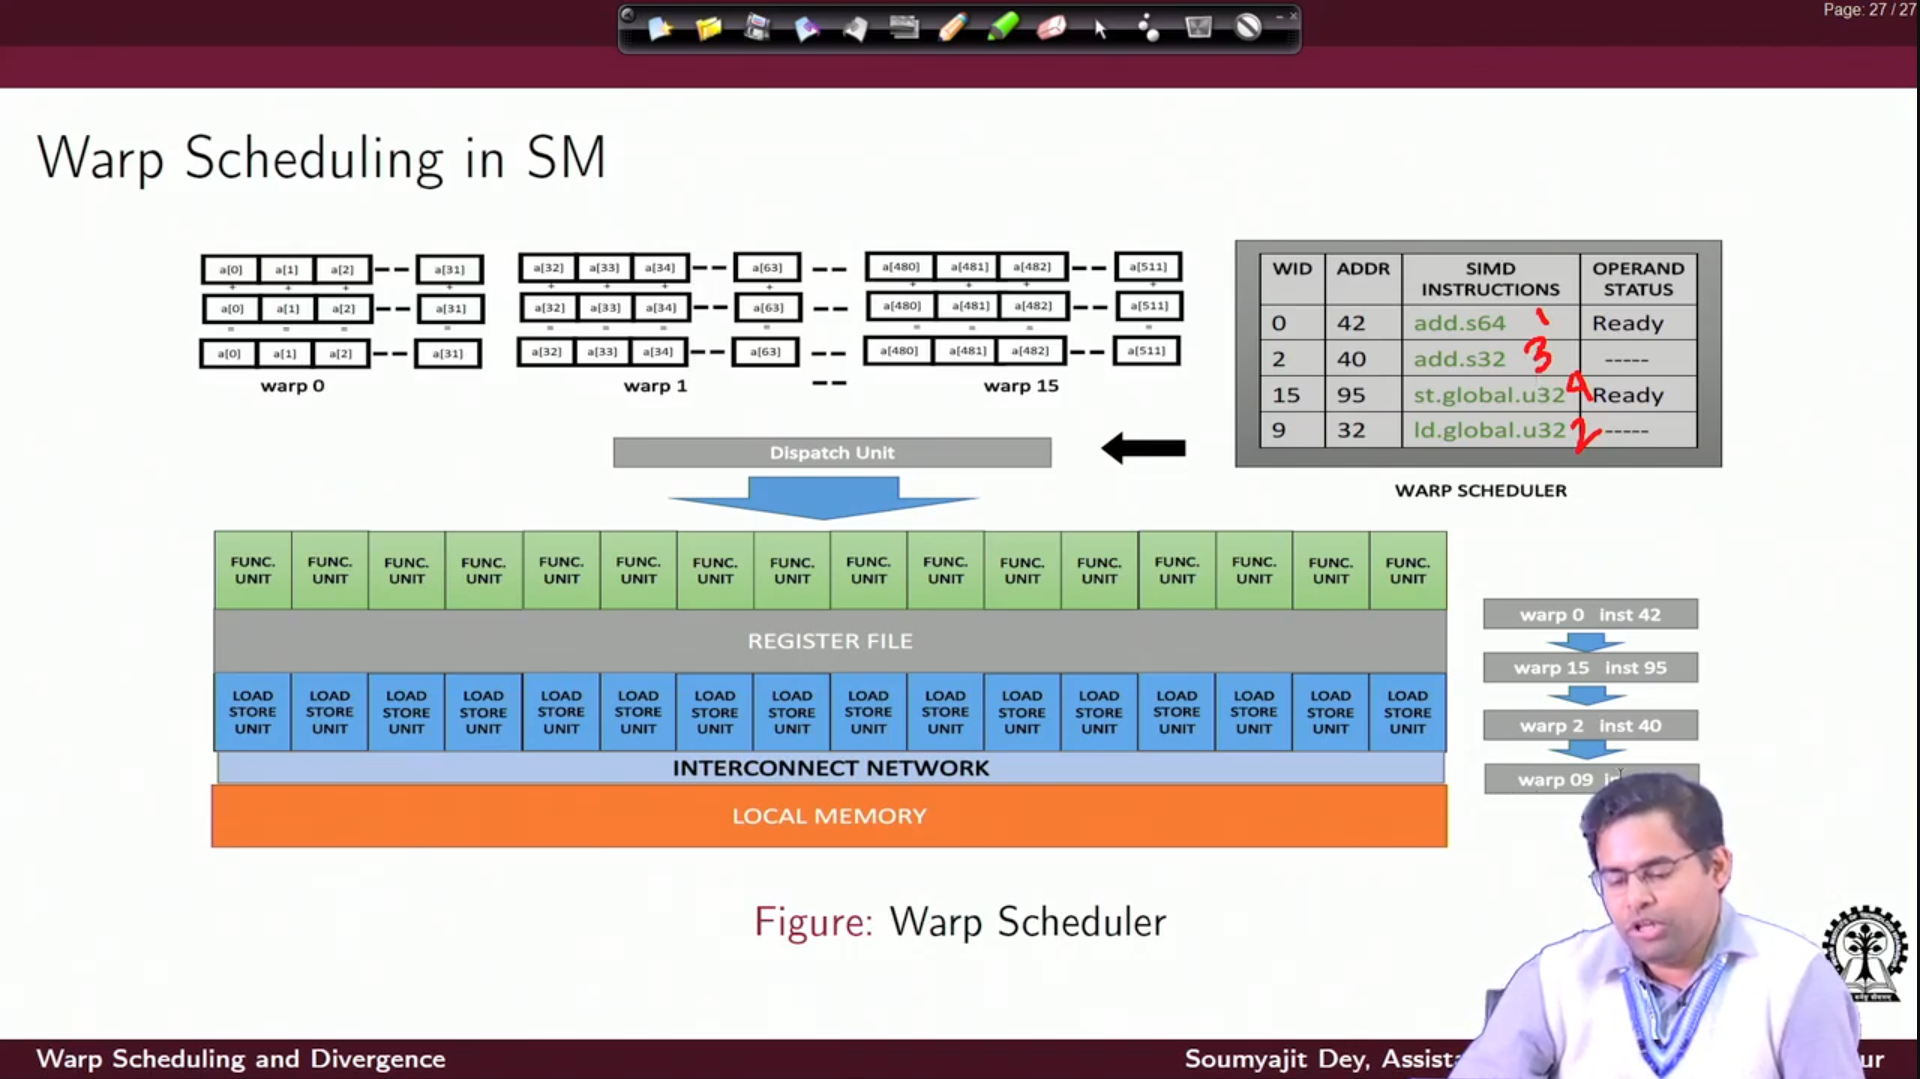 Page: 27 / 27
Warp Scheduling in SM
a[0] a[1] a[2] a[31] a[32] a[33] a[34] a[63] a[480] a[481] a[482] a[511]
+ + + + + + + + + + + +
a[0] a[1] a[2] a[31] a[32] a[33] a[34] a[63] a[480] a[481] a[482] a[511]
= = = = = = = = = = = =
a[0] a[1] a[2] a[31] a[32] a[33] a[34] a[63] a[480] a[481] a[482] a[511]
warp 0 warp 1 warp 15
WID ADDR SIMD INSTRUCTIONS OPERAND STATUS
0 42 add.s64 1 Ready
2 40 add.s32 3 -----
15 95 st.global.u32 4 Ready
9 32 ld.global.u32 2 -----
WARP SCHEDULER
Dispatch Unit
FUNC. UNIT FUNC. UNIT FUNC. UNIT FUNC. UNIT FUNC. UNIT FUNC. UNIT FUNC. UNIT FUNC. UNIT FUNC. UNIT FUNC. UNIT FUNC. UNIT FUNC. UNIT FUNC. UNIT FUNC. UNIT FUNC. UNIT FUNC. UNIT
REGISTER FILE
LOAD STORE UNIT LOAD STORE UNIT LOAD STORE UNIT LOAD STORE UNIT LOAD STORE UNIT LOAD STORE UNIT LOAD STORE UNIT LOAD STORE UNIT LOAD STORE UNIT LOAD STORE UNIT LOAD STORE UNIT LOAD STORE UNIT LOAD STORE UNIT LOAD STORE UNIT LOAD STORE UNIT LOAD STORE UNIT
INTERCONNECT NETWORK
LOCAL MEMORY
warp 0 inst 42
warp 15 inst 95
warp 2 inst 40
warp 09
Figure: Warp Scheduler
Warp Scheduling and Divergence
Soumyajit Dey, Assista
ur